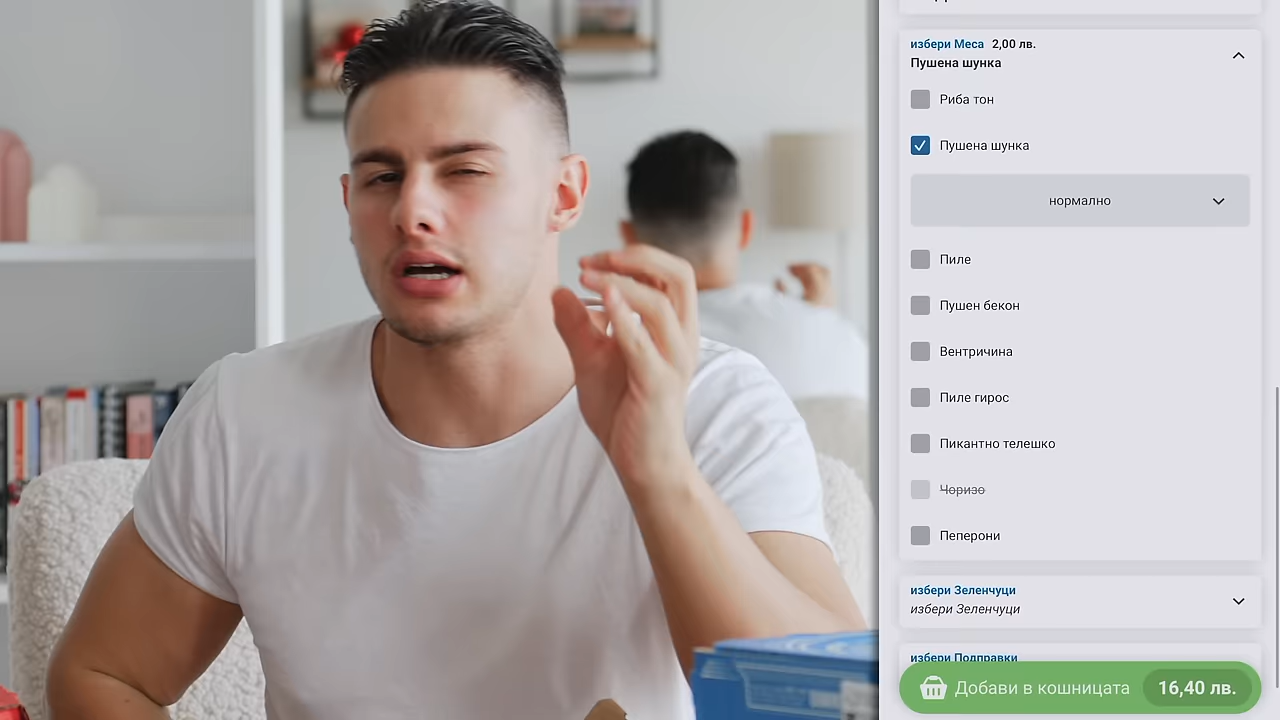 избери Меса 2,00 лв.
Пушена шунка
Риба тон
Пушена шунка
нормално
Пиле
Пушен бекон
Вентричина
Пиле гирос
Пикантно телешко
Чоризо
Пеперони
избери Зеленчуци
избери Зеленчуци
избери Подправки
Добави в кошницата 16,40 лв.